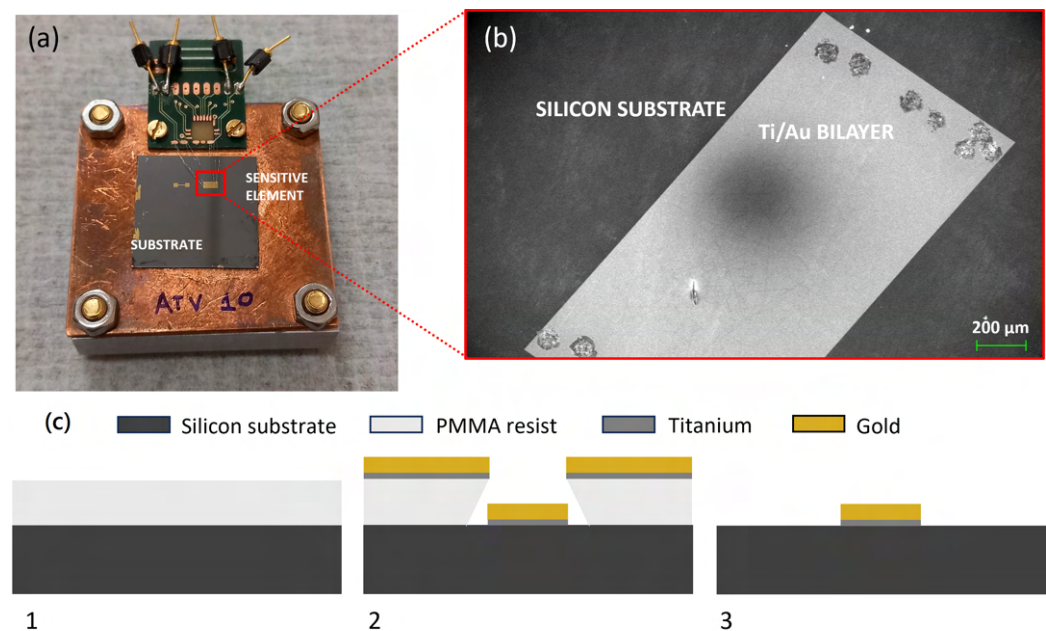 (a)
SENSITIVE
ELEMENT
SUBSTRATE
ATV 10
(b)
SILICON SUBSTRATE
Ti/Au BILAYER
200 µm
(c)
Silicon substrate
PMMA resist
Titanium
Gold
1
2
3